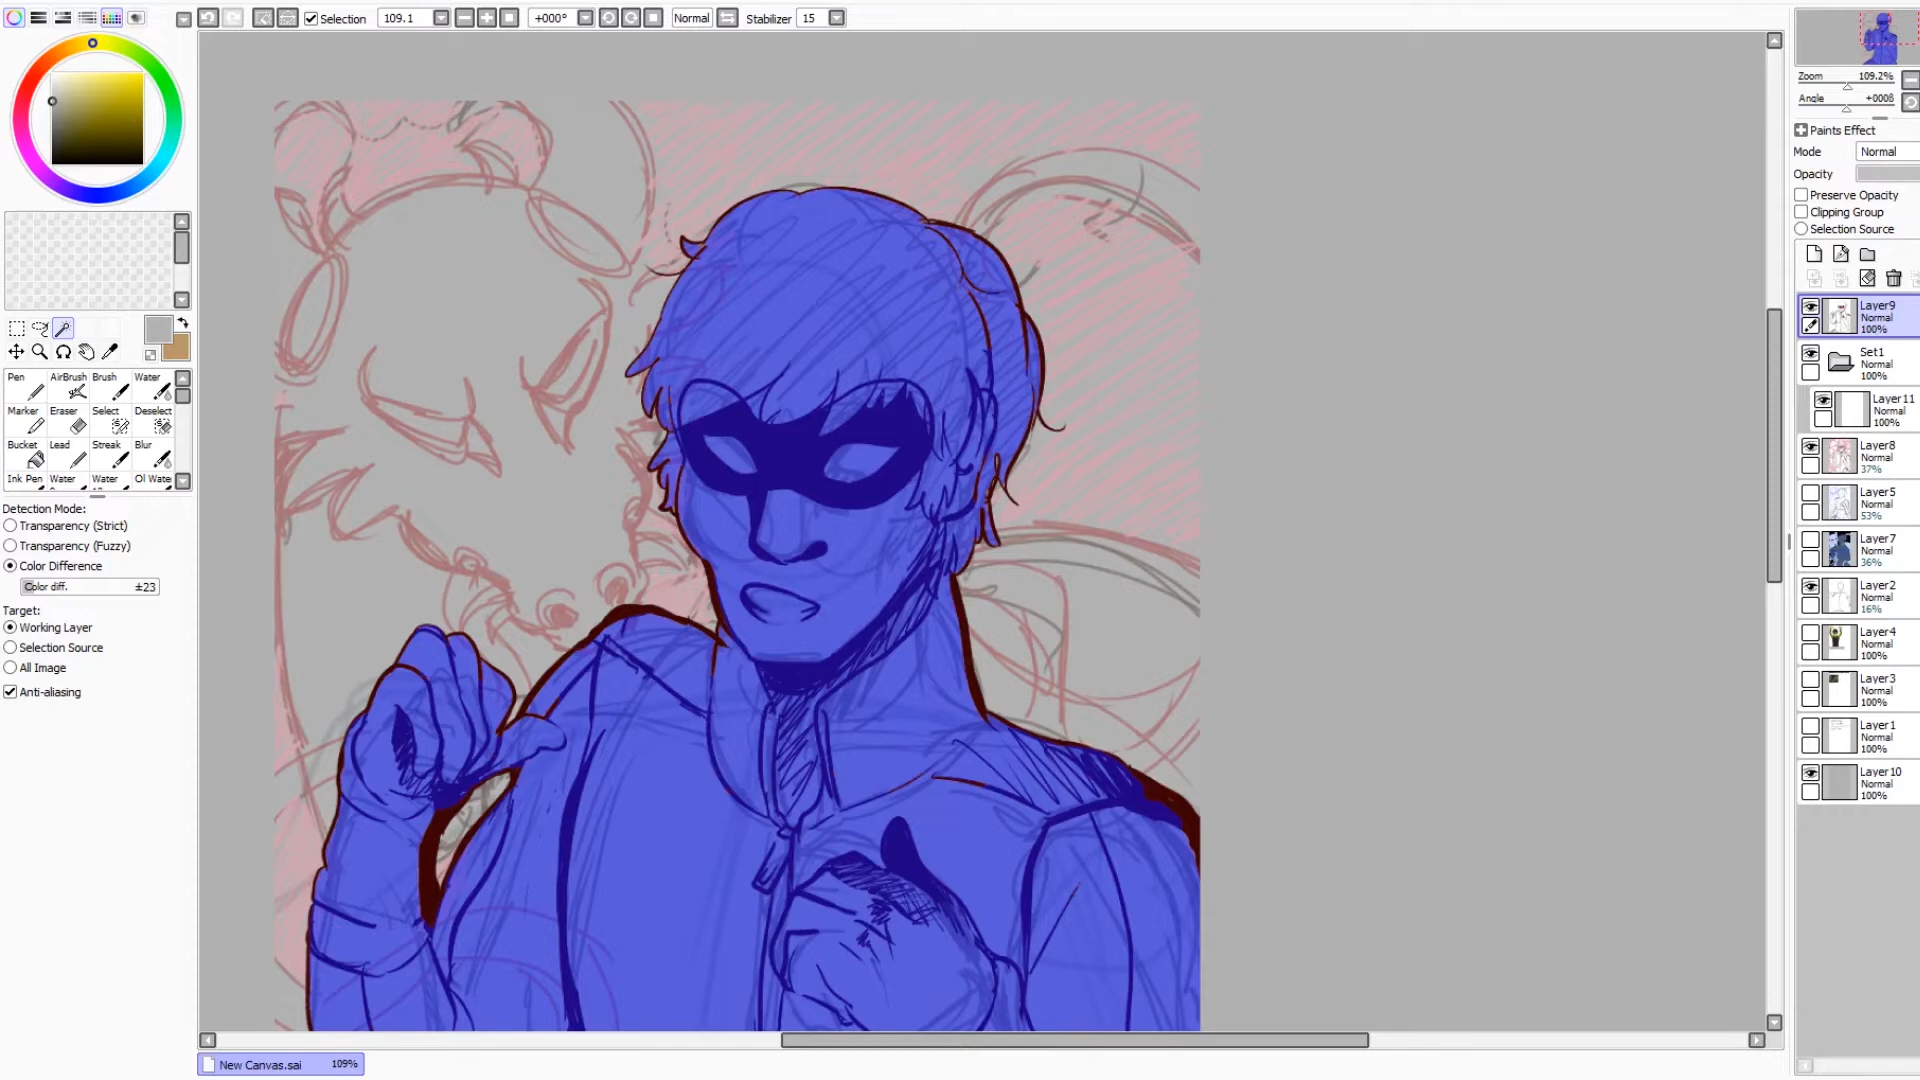 Selection 109.1 +000° Normal Stabilizer 15
Zoom 109.2%
Angle +000ß
Paints Effect
Mode Normal
Opacity
Preserve Opacity
Clipping Group
Selection Source
Layer9
Normal
100%
Set1
Normal
100%
Layer11
Normal
100%
Layer8
Normal
37%
Layer5
Normal
53%
Layer7
Normal
36%
Layer2
Normal
16%
Layer4
Normal
100%
Layer3
Normal
100%
Layer1
Normal
100%
Layer10
Normal
100%
Pen AirBrush Brush Water
Marker Eraser Select Deselect
Bucket Lead Streak Blur
Ink Pen Water Water Ol Wate
Detection Mode:
Transparency (Strict)
Transparency (Fuzzy)
Color Difference
Color diff. ±23
Target:
Working Layer
Selection Source
All Image
Anti-aliasing
New Canvas.sai 109%